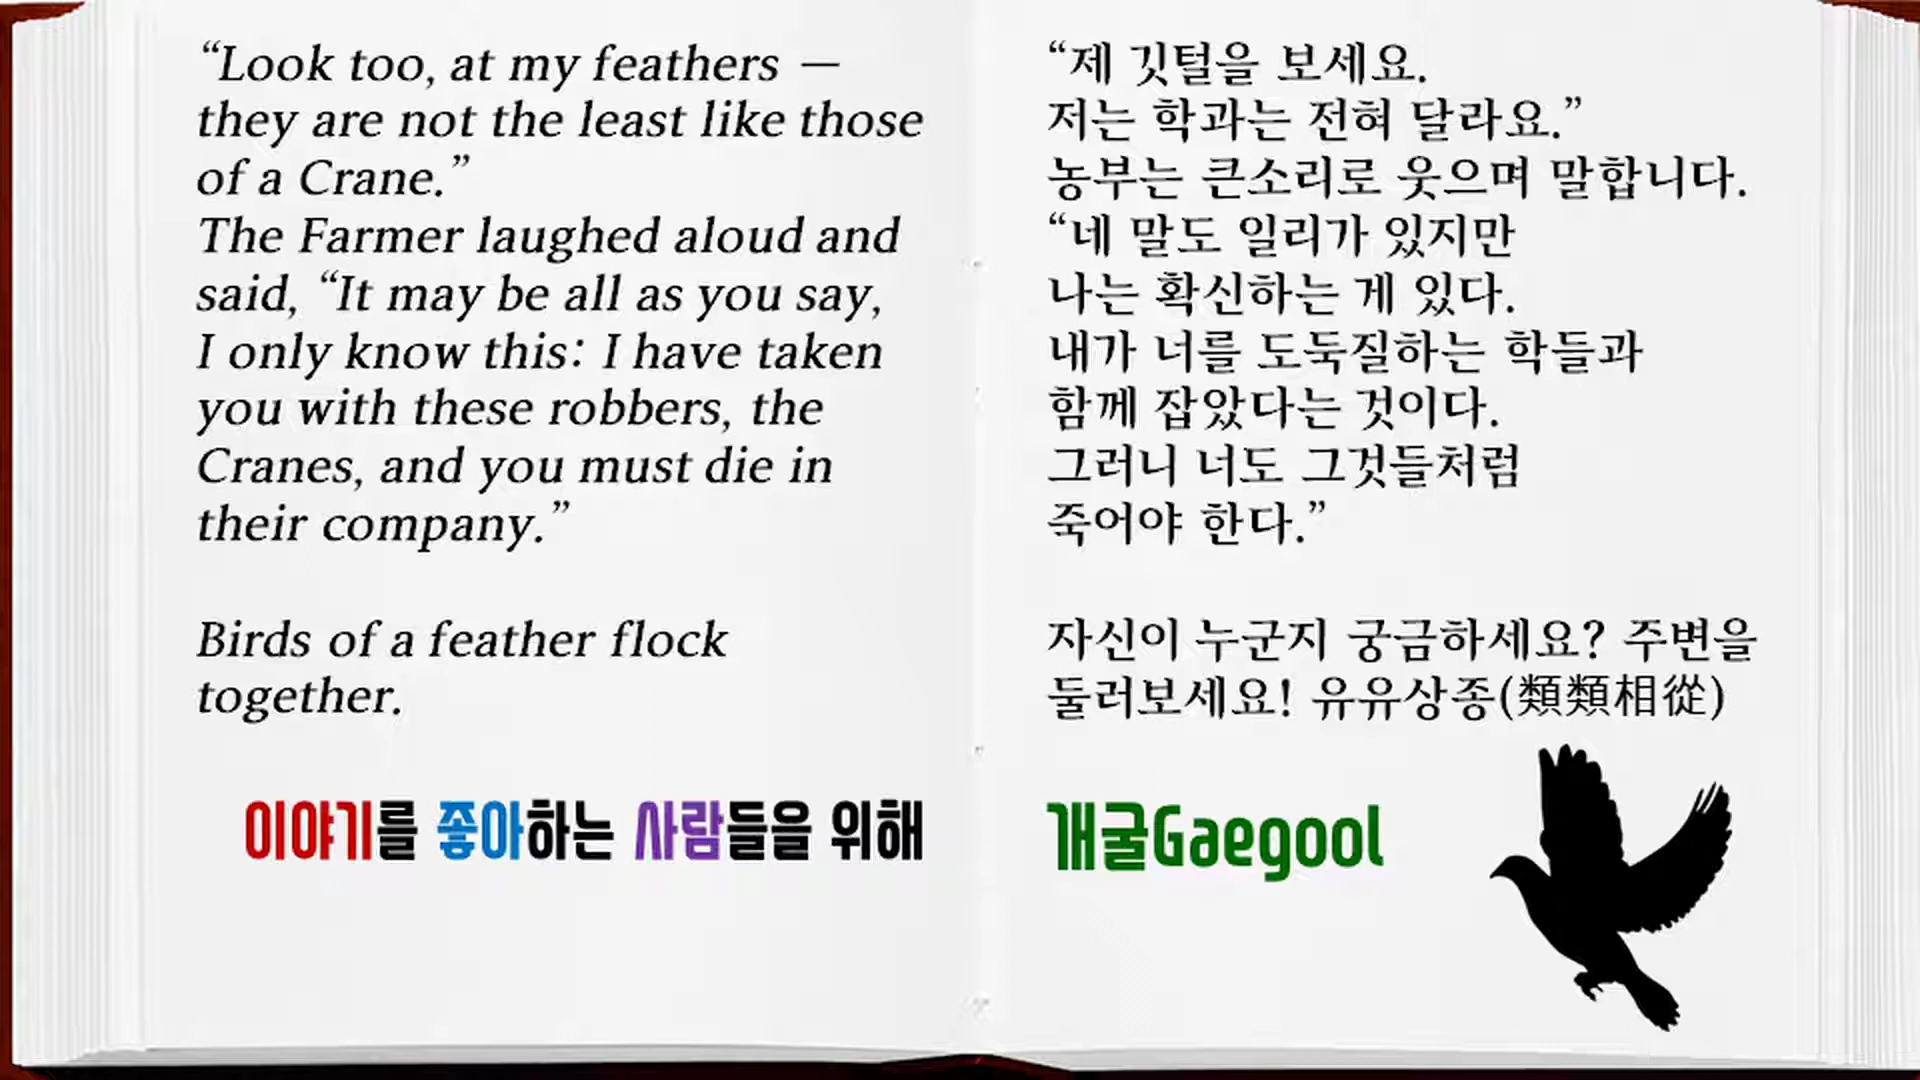 “Look too, at my feathers —
they are not the least like those
of a Crane.”
The Farmer laughed aloud and
said, “It may be all as you say,
I only know this: I have taken
you with these robbers, the
Cranes, and you must die in
their company.”
Birds of a feather flock
together.
이야기를 좋아하는 사람들을 위해
“제 깃털을 보세요.
저는 학과는 전혀 달라요.”
농부는 큰소리로 웃으며 말합니다.
“네 말도 일리가 있지만
나는 확신하는 게 있다.
내가 너를 도둑질하는 학들과
함께 잡았다는 것이다.
그러니 너도 그것들처럼
죽어야 한다.”
자신이 누군지 궁금하세요? 주변을
둘러보세요! 유유상종(類類相從)
개굴Gaegool